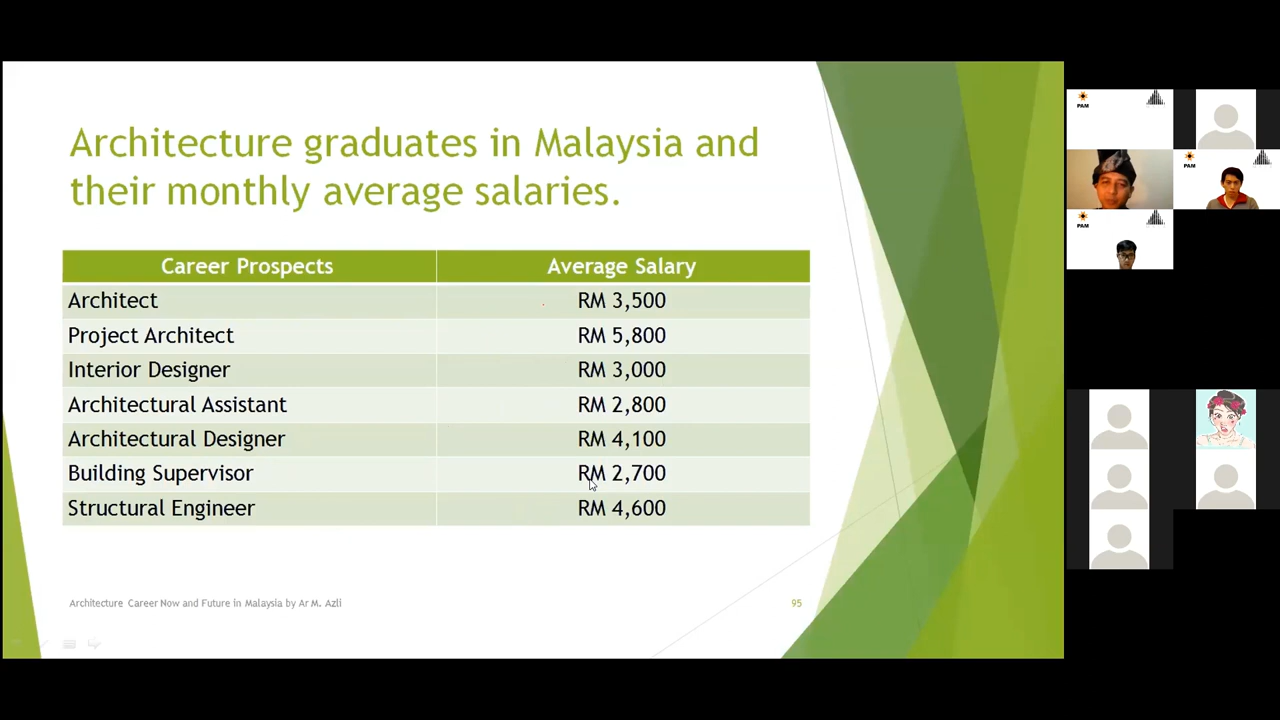 Architecture graduates in Malaysia and
their monthly average salaries.
Career Prospects Average Salary
Architect RM 3,500
Project Architect RM 5,800
Interior Designer RM 3,000
Architectural Assistant RM 2,800
Architectural Designer RM 4,100
Building Supervisor RM 2,700
Structural Engineer RM 4,600
Architecture Career Now and Future in Malaysia by Ar M. Azli 95
PAM
PAM
PAM